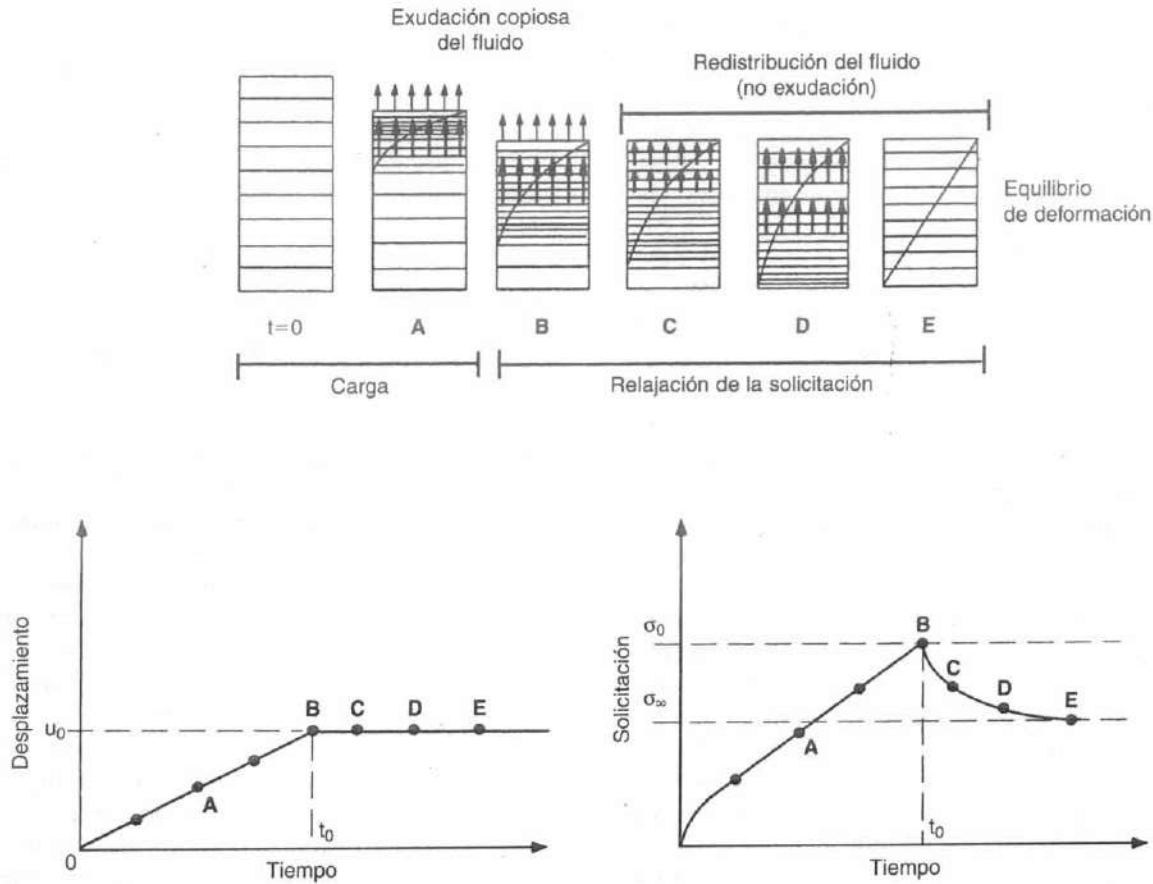 Exudación copiosa
del fluido
Redistribución del fluido
(no exudación)
Equilibrio
de deformación
t=0
A
B
C
D
E
Carga
Relajación de la solicitación
Desplazamiento
u₀
0
A
B
C
D
E
t₀
Tiempo
Solicitación
σ₀
σ∞
A
B
C
D
E
t₀
Tiempo